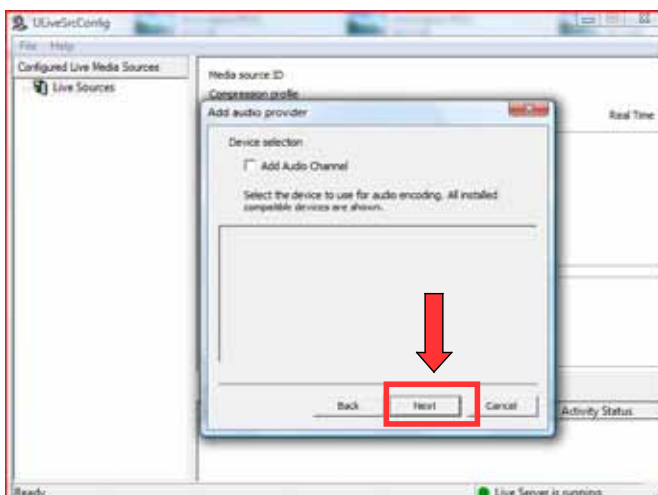 ULiveSrcConfig
File Help
Configured Live Media Sources
Live Sources
Media source ID
Compression profile
Real Time
Add audio provider
Device selection
Add Audio Channel
Select the device to use for audio encoding. All installed
compatible devices are shown.
Back Next Cancel
Activity Status
Ready
Live Server is running